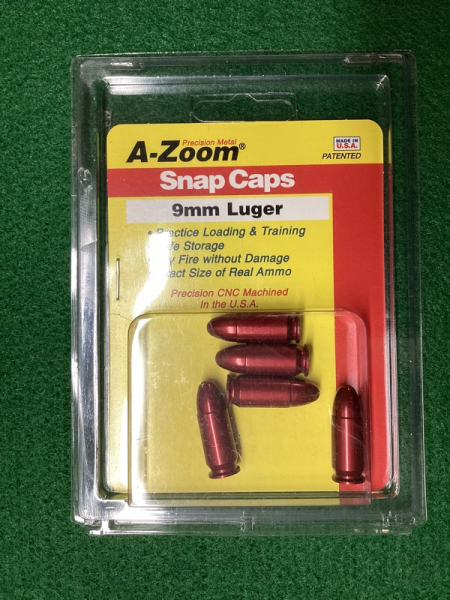 Precision Metal
A-Zoom®
MADE IN
U.S.A.
PATENTED
Snap Caps
9mm Luger
Practice Loading & Training
Storage
Fire without Damage
Size of Real Ammo
Precision CNC Machined
In the U.S.A.